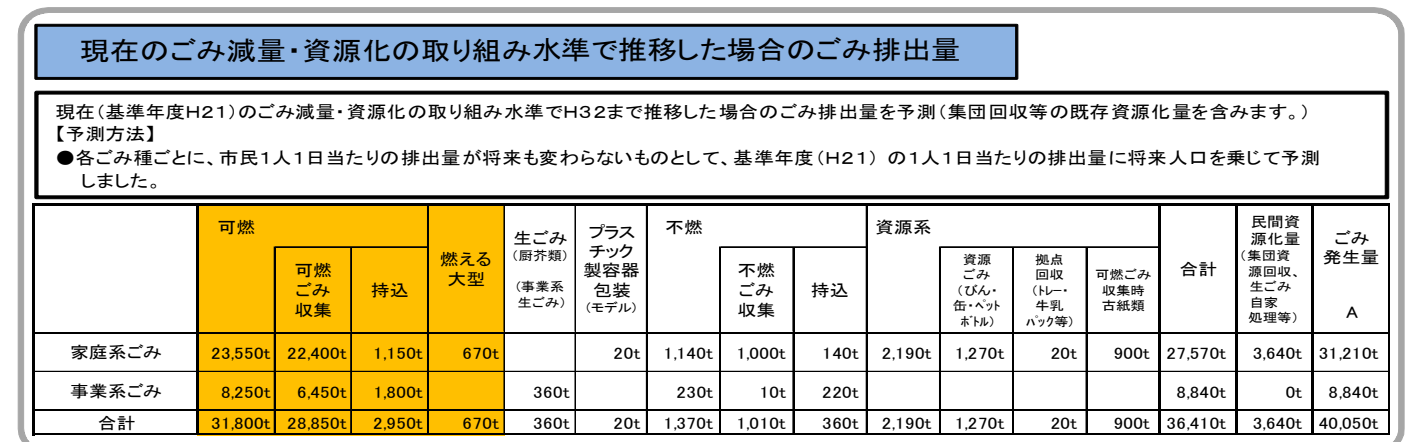 現在のごみ減量・資源化の取り組み水準で推移した場合のごみ排出量
現在(基準年度H21)のごみ減量・資源化の取り組み水準でH32まで推移した場合のごみ排出量を予測(集団回収等の既存資源化量を含みます。)
【予測方法】
●各ごみ種ごとに、市民1人1日当たりの排出量が将来も変わらないものとして、基準年度(H21) の1人1日当たりの排出量に将来人口を乗じて予測
しました。
可燃
可燃
ごみ
収集
持込
燃える
大型
生ごみ
(厨芥類)
(事業系
生ごみ)
プラス
チック
製容器
包装
(モデル)
不燃
不燃
ごみ
収集
持込
資源系
資源
ごみ
(びん・
缶・ペット
ボトル)
拠点
回収
(トレー・
牛乳
パック等)
可燃ごみ
収集時
古紙類
合計
民間資
源化量
(集団資
源回収、
生ごみ
自家
処理等)
ごみ
発生量
A
家庭系ごみ 23,550t 22,400t 1,150t 670t 20t 1,140t 1,000t 140t 2,190t 1,270t 20t 900t 27,570t 3,640t 31,210t
事業系ごみ 8,250t 6,450t 1,800t 360t 230t 10t 220t 8,840t 0t 8,840t
合計 31,800t 28,850t 2,950t 670t 360t 20t 1,370t 1,010t 360t 2,190t 1,270t 20t 900t 36,410t 3,640t 40,050t